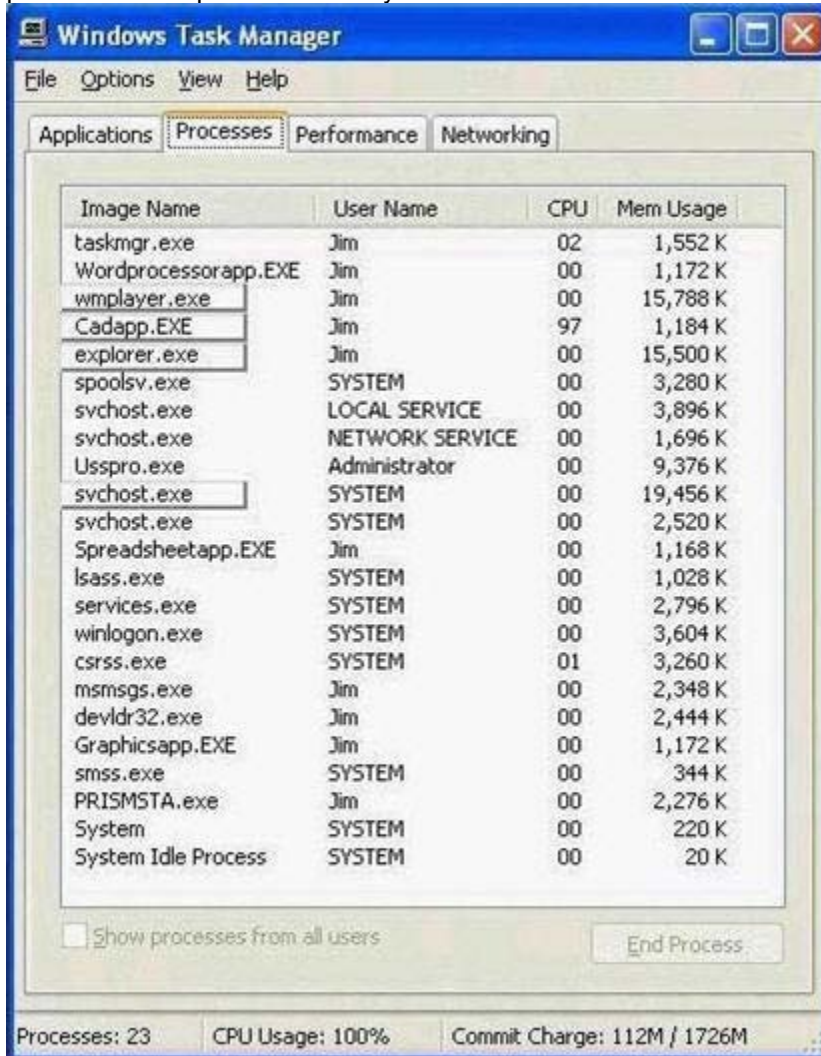 Windows Task Manager
File Options View Help
Applications Processes Performance Networking
Image Name User Name CPU Mem Usage
taskmgr.exe Jim 02 1,552 K
Wordprocessorapp.EXE Jim 00 1,172 K
wmplayer.exe Jim 00 15,788 K
Cadapp.EXE Jim 97 1,184 K
explorer.exe Jim 00 15,500 K
spoolsv.exe SYSTEM 00 3,280 K
svchost.exe LOCAL SERVICE 00 3,896 K
svchost.exe NETWORK SERVICE 00 1,696 K
Usspro.exe Administrator 00 9,376 K
svchost.exe SYSTEM 00 19,456 K
svchost.exe SYSTEM 00 2,520 K
Spreadsheetapp.EXE Jim 00 1,168 K
lsass.exe SYSTEM 00 1,028 K
services.exe SYSTEM 00 2,796 K
winlogon.exe SYSTEM 00 3,604 K
csrss.exe SYSTEM 01 3,260 K
msmsgs.exe Jim 00 2,348 K
devldr32.exe Jim 00 2,444 K
Graphicsapp.EXE Jim 00 1,172 K
smss.exe SYSTEM 00 344 K
PRISMSTA.exe Jim 00 2,276 K
System SYSTEM 00 220 K
System Idle Process SYSTEM 00 20 K
Show processes from all users End Process
Processes: 23 CPU Usage: 100% Commit Charge: 112M / 1726M